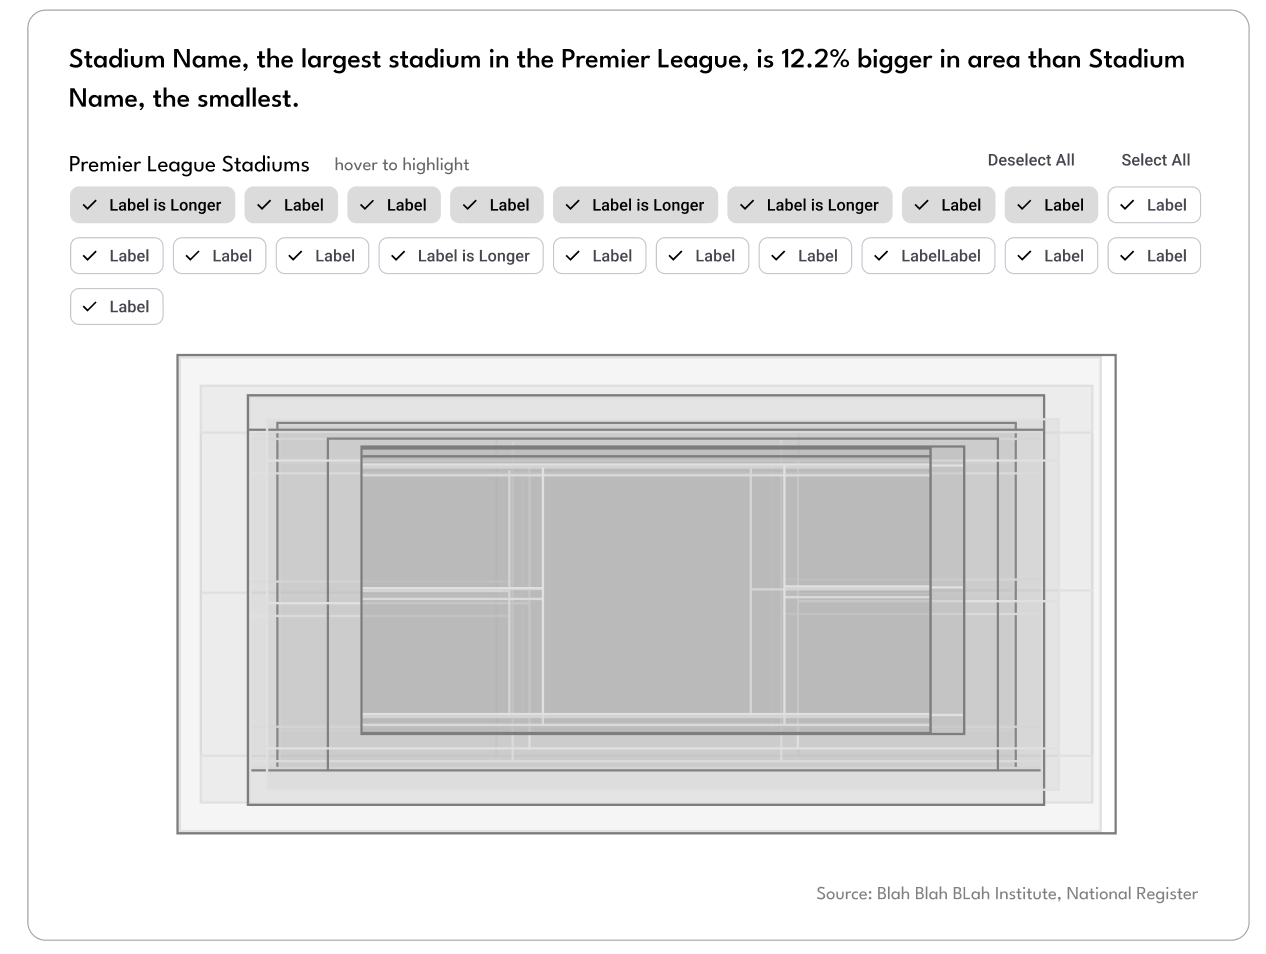 Stadium Name, the largest stadium in the Premier League, is 12.2% bigger in area than Stadium
Name, the smallest.
Premier League Stadiums hover to highlight Deselect All Select All
Label is Longer Label Label Label Label is Longer Label is Longer Label Label Label
Label Label Label Label is Longer Label Label Label LabelLabel Label Label
Label
Source: Blah Blah BLah Institute, National Register